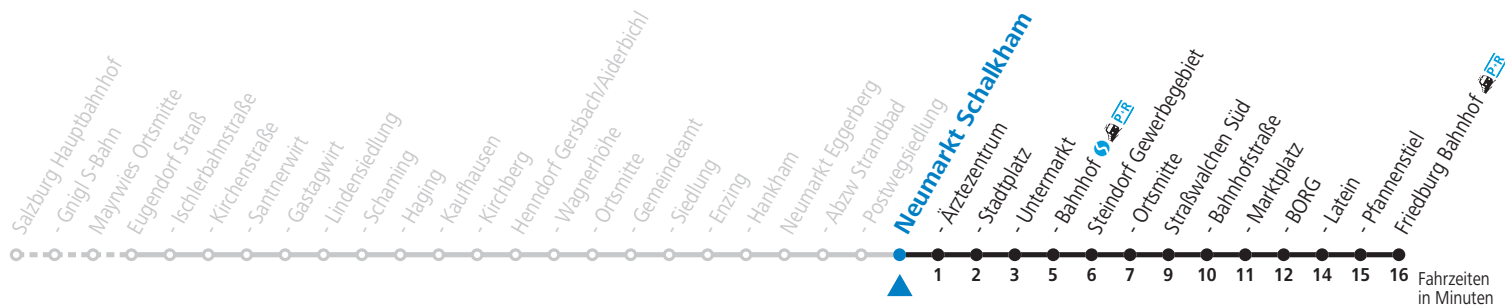 Salzburg Hauptbahnhof
- Gnigl S-Bahn
Mayrwies Ortsmitte
Eugendorf Straß
- Ischlerbahnstraße
- Kirchenstraße
- Santnerwirt
- Gastagwirt
- Lindensiedlung
- Schaming
- Haging
- Kaufhausen
- Kirchberg
Henndorf Gersbach/Aiderbichl
- Wagnerhöhe
- Ortsmitte
- Gemeindeamt
- Siedlung
- Enzing
- Hankham
Neumarkt Eggerberg
- Abzw Strandbad
- Postwegsiedlung
Neumarkt Schalkham
- Ärztezentrum
- Stadtplatz
- Untermarkt
- Bahnhof S P+R
Steindorf Gewerbegebiet
- Ortsmitte
Straßwalchen Süd
- Bahnhofstraße
- Marktplatz
- BORG
- Latein
- Pfannenstiel
Friedburg Bahnhof P+R
1 2 3 5 6 7 9 10 11 12 14 15 16 Fahrzeiten
in Minuten